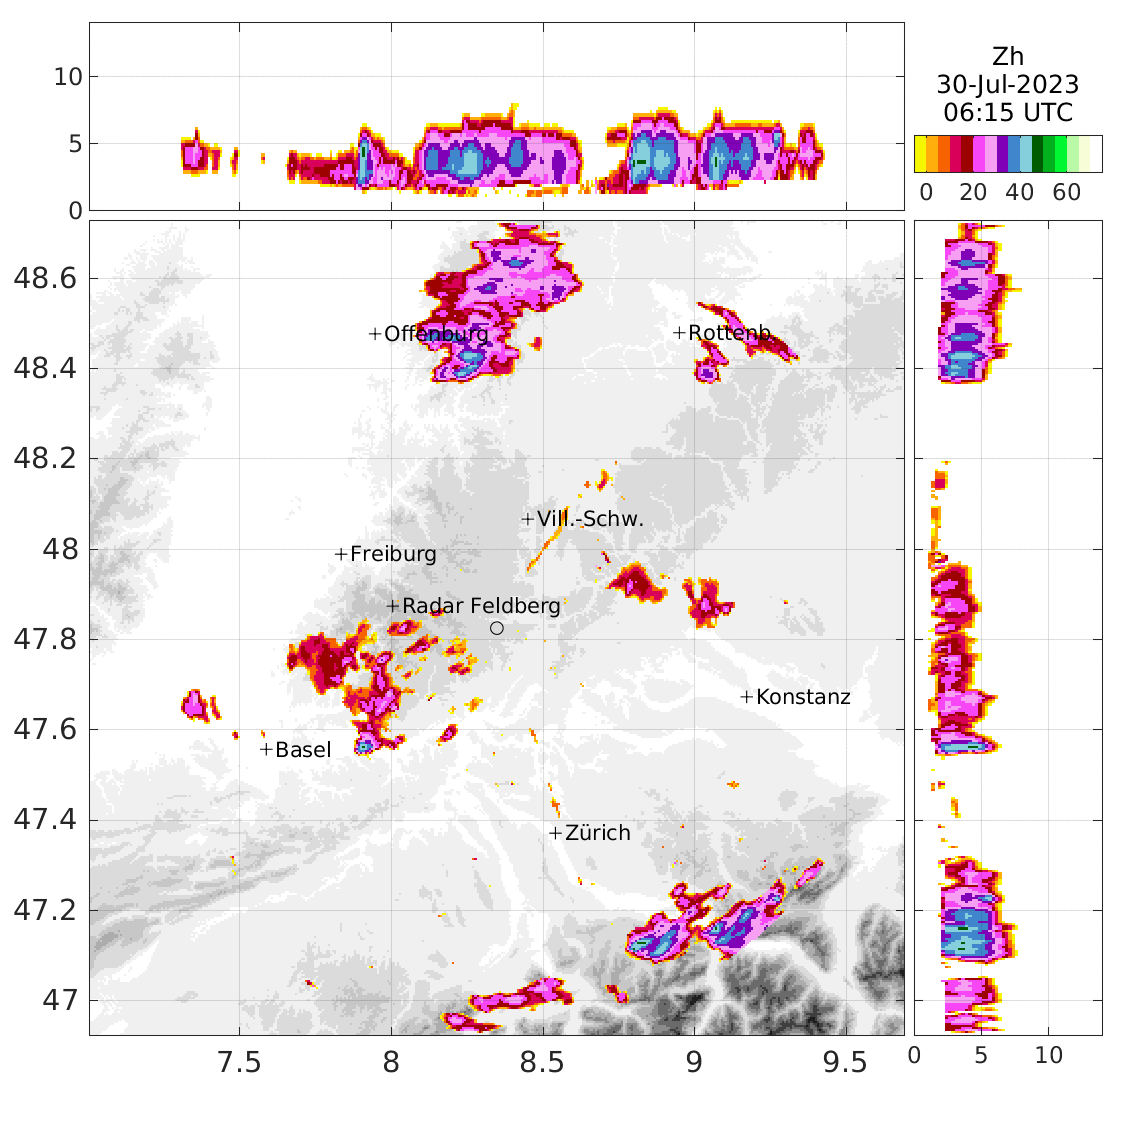 10
5
0
Zh
30-Jul-2023
06:15 UTC
0 20 40 60
48.6
48.4
48.2
48
47.8
47.6
47.4
47.2
47
Offenburg
Rottenb.
Vill.-Schw.
Freiburg
Radar Feldberg
Konstanz
Basel
Zürich
7.5 8 8.5 9 9.5
0 5 10